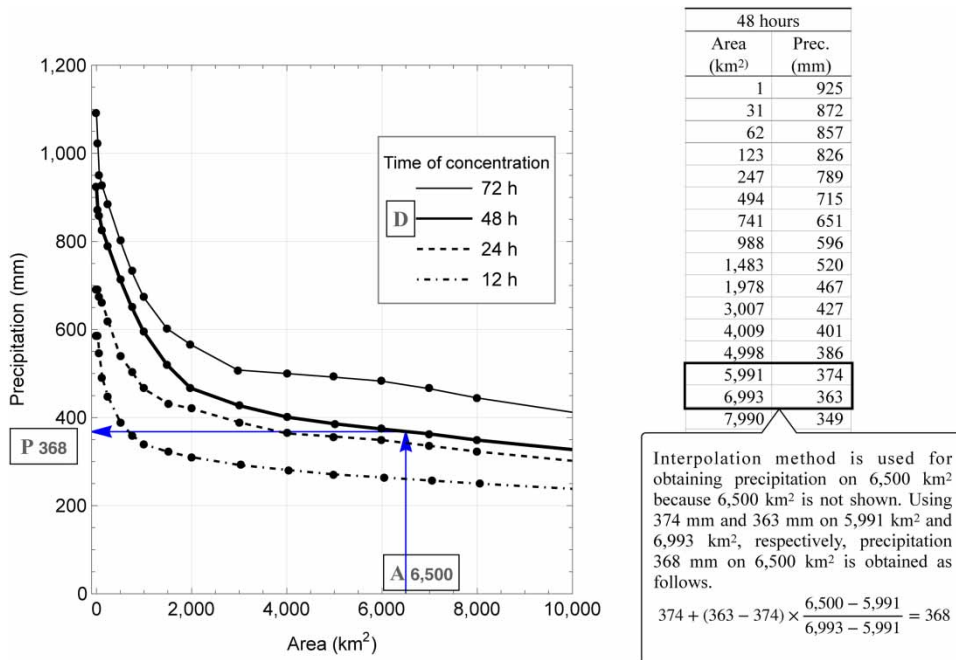 1,200
1,000
800
600
400
200
0
Precipitation (mm)
P 368
Time of concentration
72 h
D
48 h
24 h
12 h
A 6,500
0
2,000
4,000
6,000
8,000
10,000
Area (km²)
48 hours
Area Prec.
(km²) (mm)
1 925
31 872
62 857
123 826
247 789
494 715
741 651
988 596
1,483 520
1,978 467
3,007 427
4,009 401
4,998 386
5,991 374
6,993 363
7,990 349
Interpolation method is used for
obtaining precipitation on 6,500 km²
because 6,500 km² is not shown. Using
374 mm and 363 mm on 5,991 km² and
6,993 km², respectively, precipitation
368 mm on 6,500 km² is obtained as
follows.
374 + (363 − 374) × (6,500 − 5,991) / (6,993 − 5,991) = 368